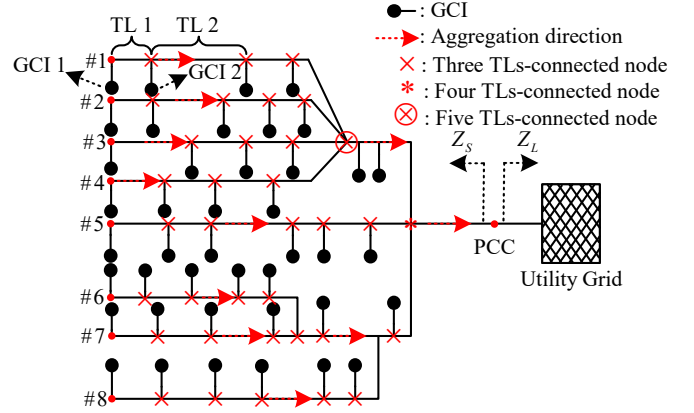 TL 1 TL 2
: GCI
: Aggregation direction
: Three TLs-connected node
: Four TLs-connected node
: Five TLs-connected node
GCI 1
GCI 2
#1
#2
#3
#4
#5
#6
#7
#8
Z_S Z_L
PCC
Utility Grid